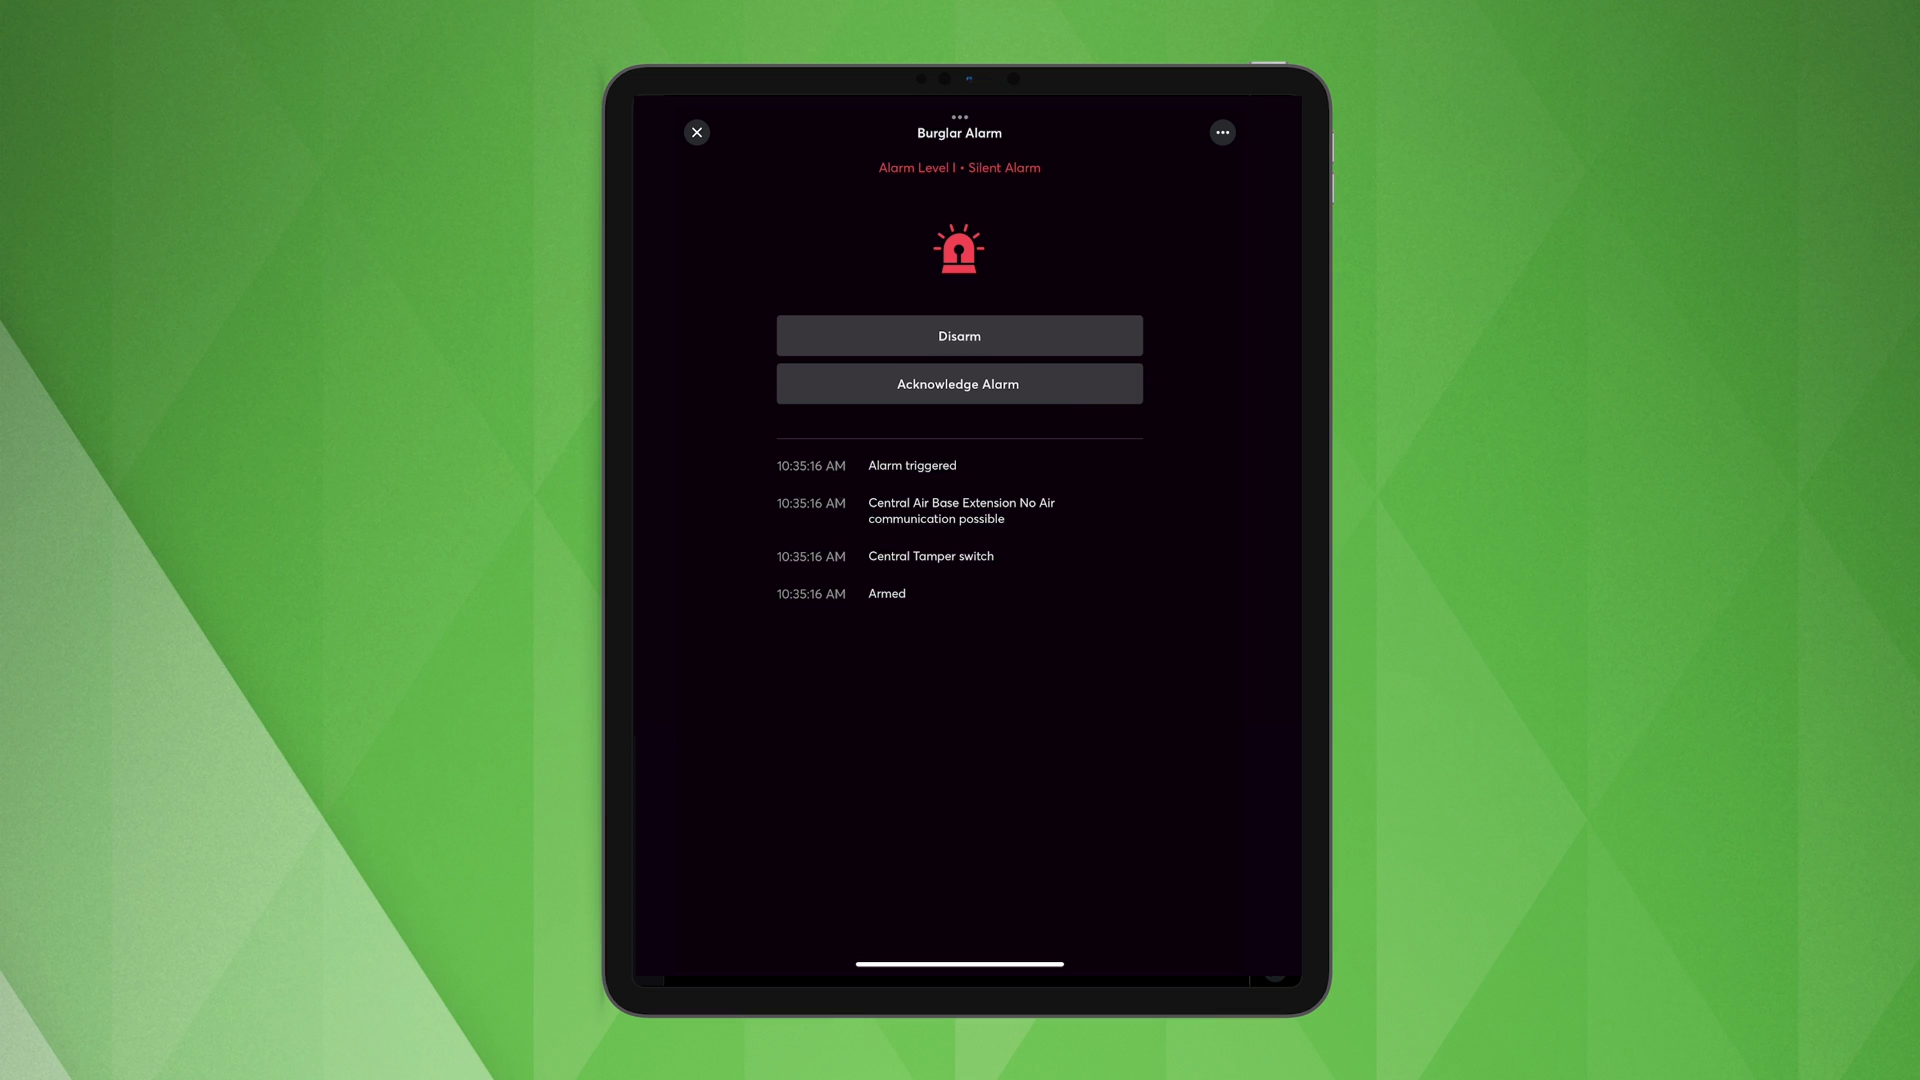 Burglar Alarm
Alarm Level I • Silent Alarm
Disarm
Acknowledge Alarm
10:35:16 AM Alarm triggered
10:35:16 AM Central Air Base Extension No Air
communication possible
10:35:16 AM Central Tamper switch
10:35:16 AM Armed